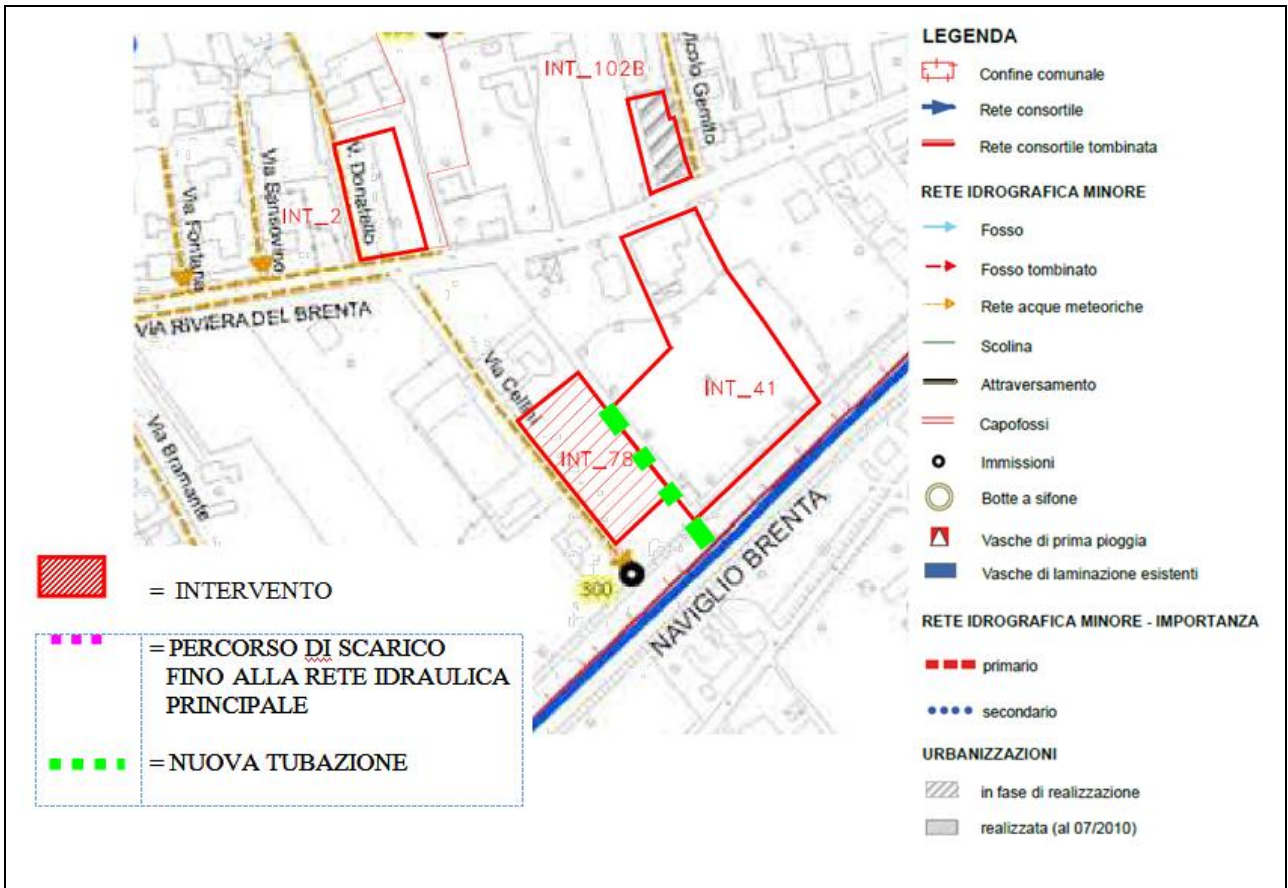 INT_102B
Vicolo Gemito
V. Donatello
INT_2
Via Sansovino
Via Fontana
VIA RIVIERA DEL BRENTA
Via Cellini
INT_41
INT_78
Via Bramante
300
NAVIGLIO BRENTA
= INTERVENTO
= PERCORSO DI SCARICO
FINO ALLA RETE IDRAULICA
PRINCIPALE
= NUOVA TUBAZIONE
LEGENDA
Confine comunale
Rete consortile
Rete consortile tombinata
RETE IDROGRAFICA MINORE
Fosso
Fosso tombinato
Rete acque meteoriche
Scolina
Attraversamento
Capofossi
Immissioni
Botte a sifone
Vasche di prima pioggia
Vasche di laminazione esistenti
RETE IDROGRAFICA MINORE - IMPORTANZA
primario
secondario
URBANIZZAZIONI
in fase di realizzazione
realizzata (al 07/2010)